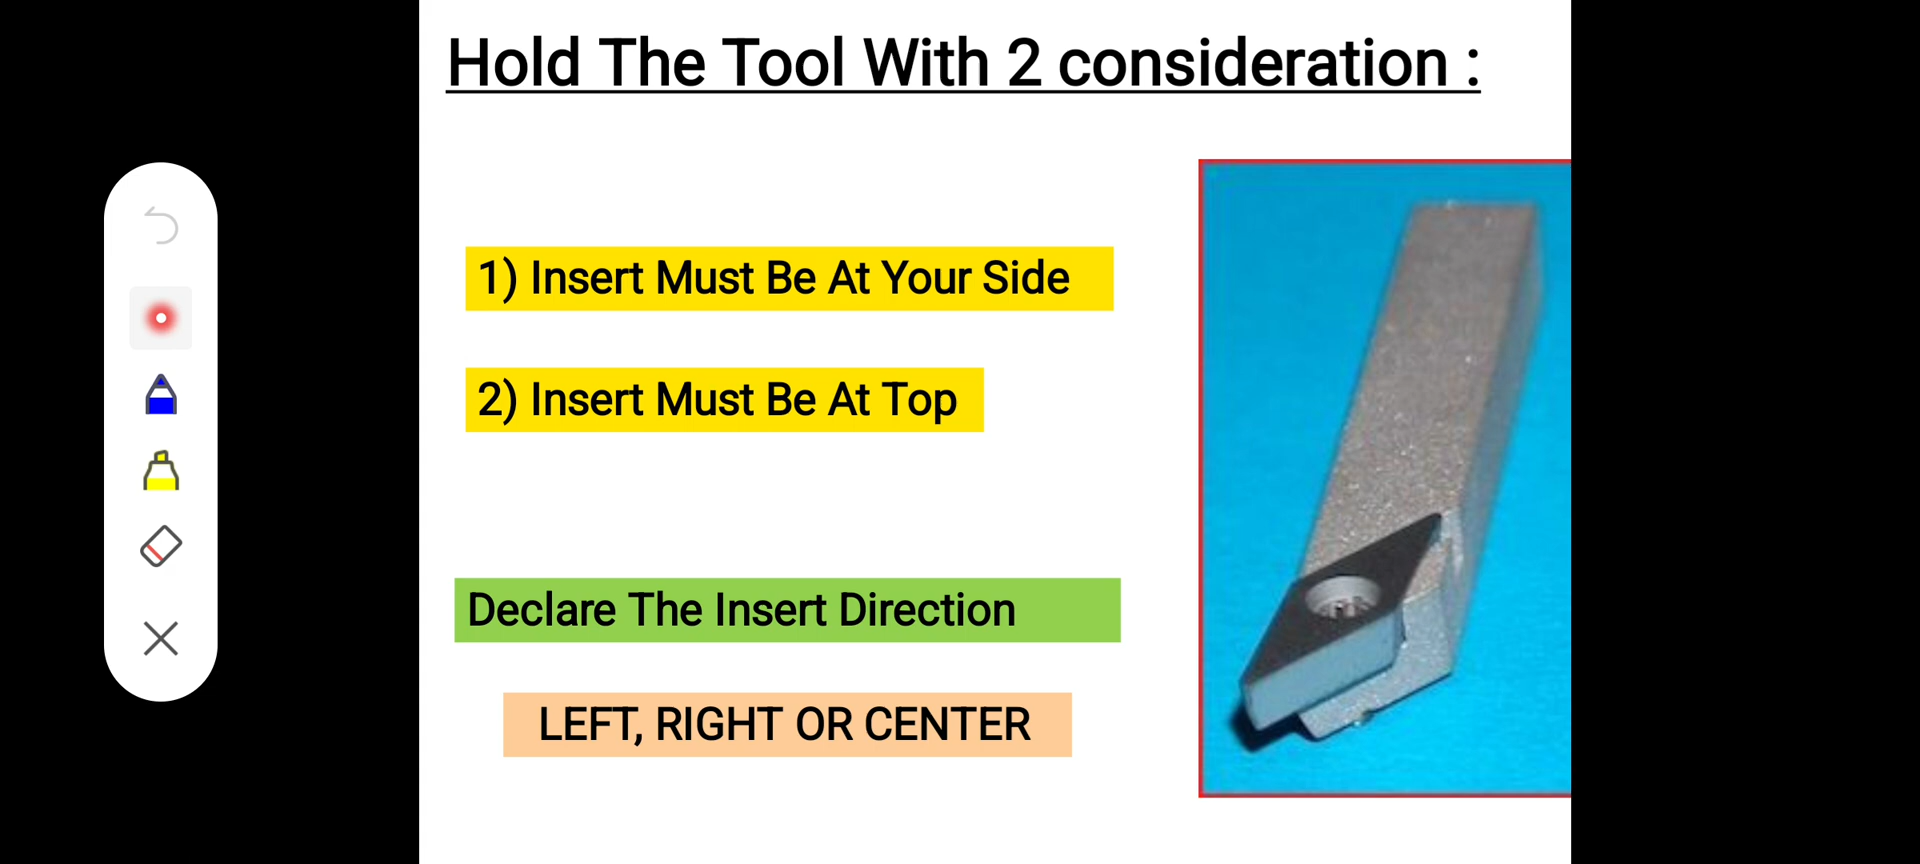 Hold The Tool With 2 consideration :
1) Insert Must Be At Your Side
2) Insert Must Be At Top
Declare The Insert Direction
LEFT, RIGHT OR CENTER